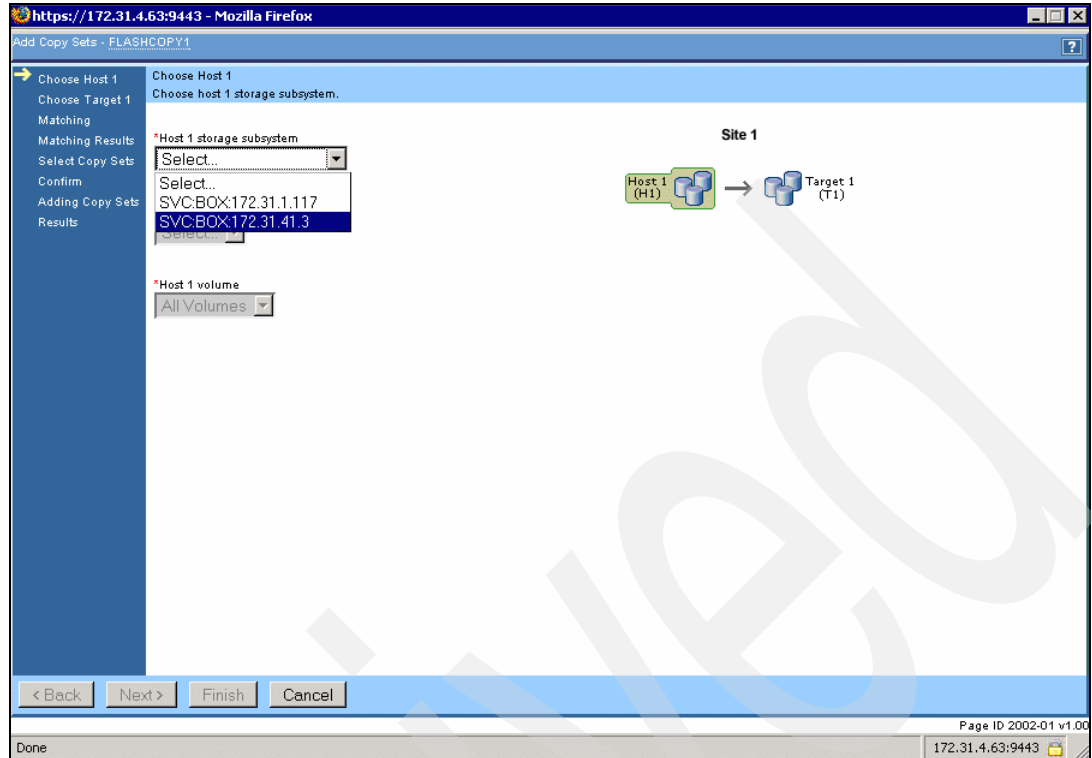 https://172.31.4.63:9443 - Mozilla Firefox
Add Copy Sets - FLASHCOPY1
?
Choose Host 1
Choose Target 1
Matching
Matching Results
Select Copy Sets
Confirm
Adding Copy Sets
Results
Choose Host 1
Choose host 1 storage subsystem.
*Host 1 storage subsystem
Select...
Select...
SVC:BOX:172.31.1.117
SVC:BOX:172.31.41.3
Select...
*Host 1 volume
All Volumes
Site 1
Host 1
(H1)
Target 1
(T1)
< Back Next > Finish Cancel
Page ID 2002-01 v1.00
Done
172.31.4.63:9443